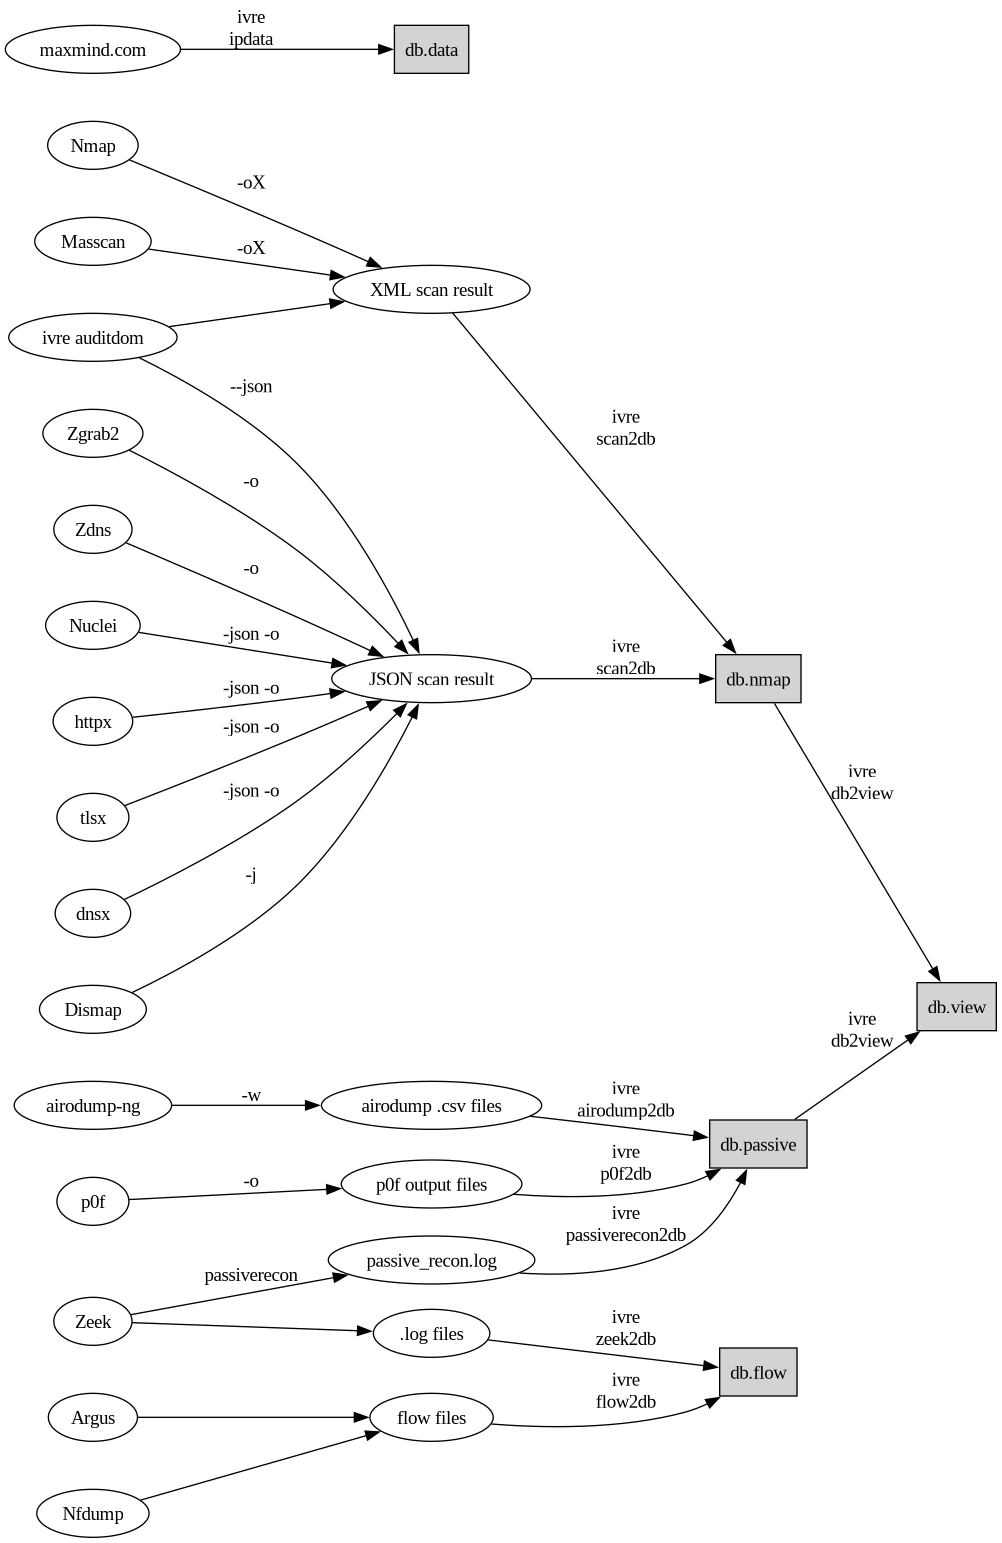 maxmind.com
ivre
ipdata
db.data
Nmap
-oX
Masscan
-oX
XML scan result
ivre auditdom
--json
ivre
scan2db
Zgrab2
-o
Zdns
-o
Nuclei
-json -o
ivre
scan2db
JSON scan result
db.nmap
-json -o
httpx
-json -o
ivre
db2view
-json -o
tlsx
-j
dnsx
Dismap
db.view
ivre
db2view
airodump-ng
-w
airodump .csv files
ivre
airodump2db
db.passive
p0f
-o
p0f output files
ivre
p0f2db
ivre
passiverecon2db
passiverecon
passive_recon.log
Zeek
.log files
ivre
zeek2db
db.flow
ivre
flow2db
Argus
flow files
Nfdump